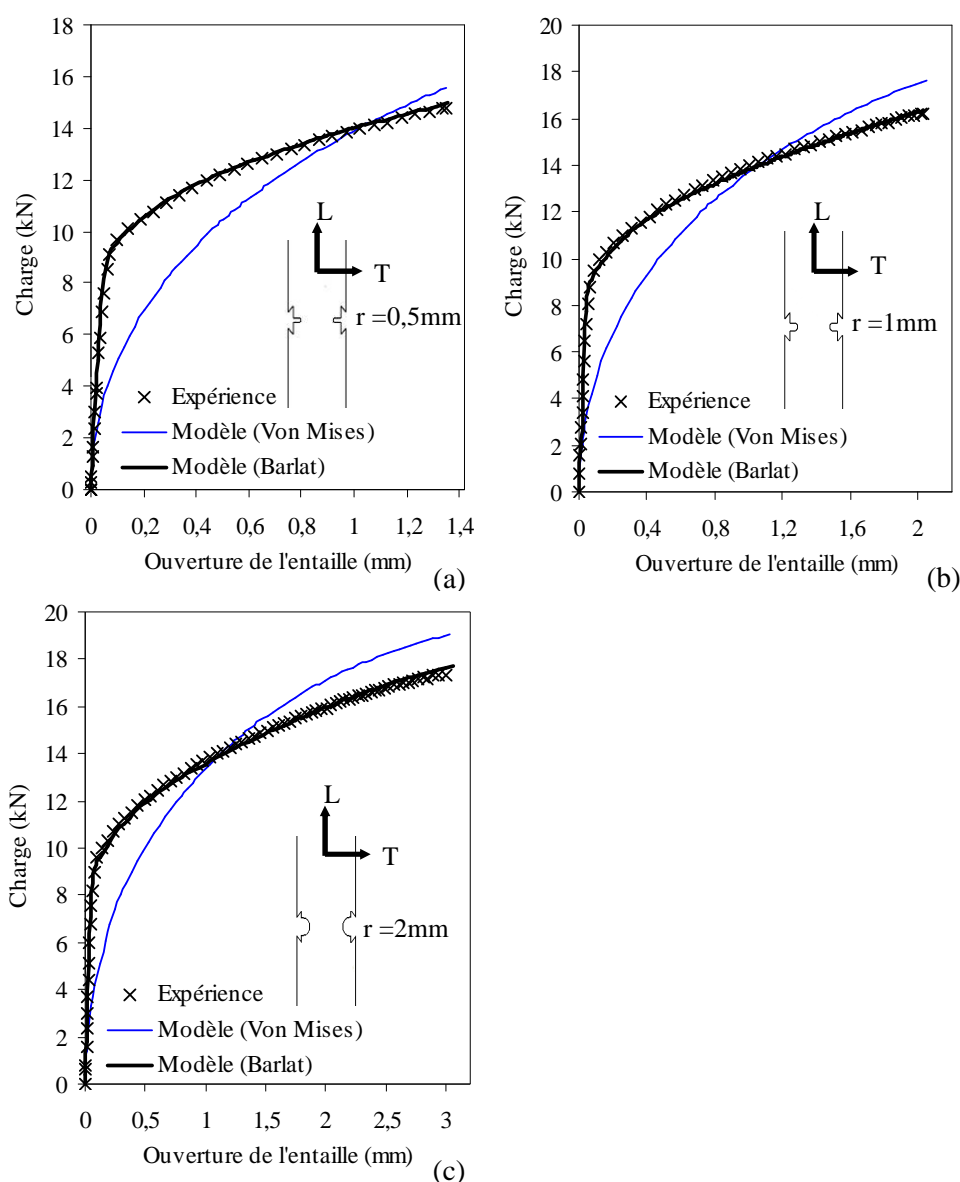 18
16
14
12
10
8
6
4
2
0
Charge (kN)
L
T
r =0,5mm
Expérience
Modèle (Von Mises)
Modèle (Barlat)
0 0,2 0,4 0,6 0,8 1 1,2 1,4
Ouverture de l'entaille (mm)
(a)
20
18
16
14
12
10
8
6
4
2
0
Charge (kN)
L
T
r =1mm
Expérience
Modèle (Von Mises)
Modèle (Barlat)
0 0,4 0,8 1,2 1,6 2
Ouverture de l'entaille (mm)
(b)
20
18
16
14
12
10
8
6
4
2
0
Charge (kN)
L
T
r =2mm
Expérience
Modèle (Von Mises)
Modèle (Barlat)
0 0,5 1 1,5 2 2,5 3
Ouverture de l'entaille (mm)
(c)